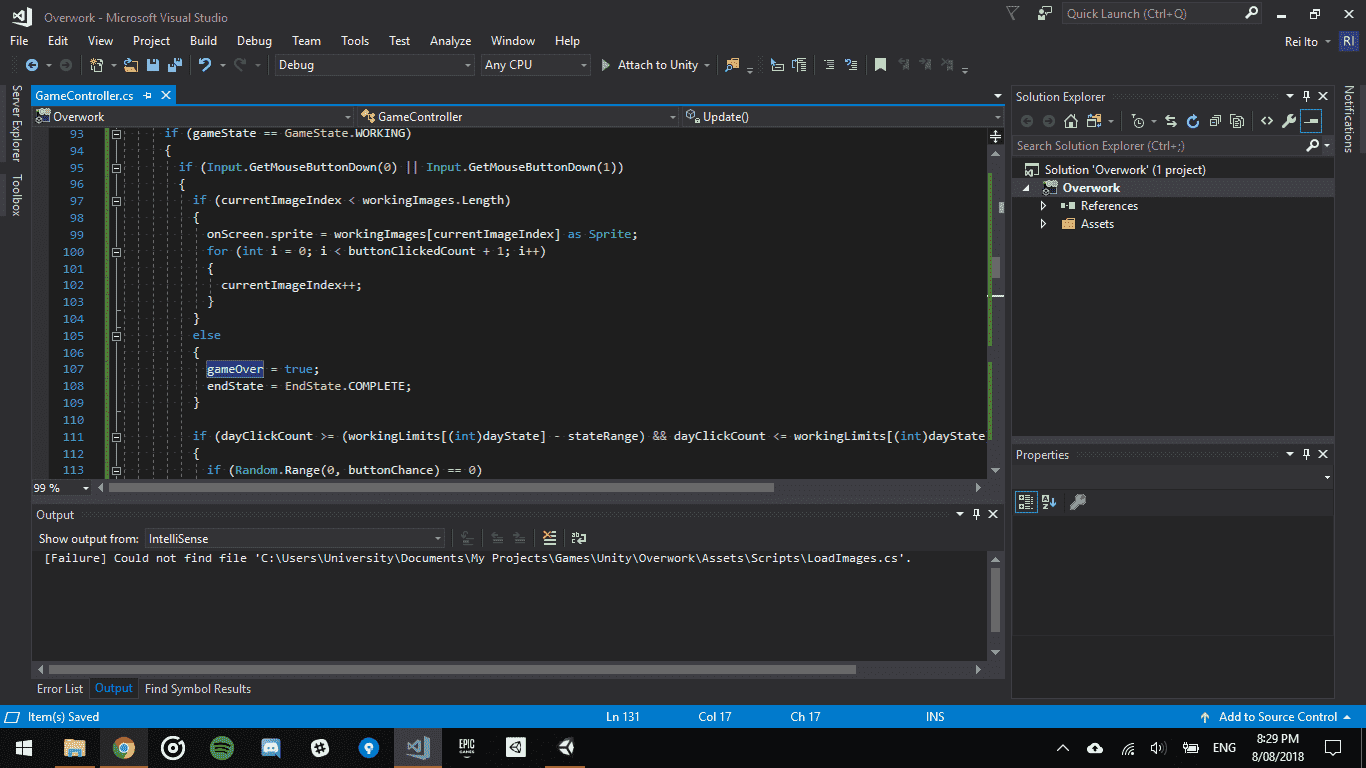 Overwork - Microsoft Visual Studio
Quick Launch (Ctrl+Q)
File Edit View Project Build Debug Team Tools Test Analyze Window Help
Rei Ito RI
Debug Any CPU Attach to Unity
Server Explorer
Toolbox
GameController.cs
Overwork GameController Update()
93 if (gameState == GameState.WORKING)
94 {
95 if (Input.GetMouseButtonDown(0) || Input.GetMouseButtonDown(1))
96 {
97 if (currentImageIndex < workingImages.Length)
98 {
99 onScreen.sprite = workingImages[currentImageIndex] as Sprite;
100 for (int i = 0; i < buttonClickedCount + 1; i++)
101 {
102 currentImageIndex++;
103 }
104 }
105 else
106 {
107 gameOver = true;
108 endState = EndState.COMPLETE;
109 }
110
111 if (dayClickCount >= (workingLimits[(int)dayState] - stateRange) && dayClickCount <= workingLimits[(int)dayState
112 {
113 if (Random.Range(0, buttonChance) == 0)
99 %
Output
Show output from: IntelliSense
[Failure] Could not find file 'C:\Users\University\Documents\My Projects\Games\Unity\Overwork\Assets\Scripts\LoadImages.cs'.
Error List Output Find Symbol Results
Solution Explorer
Search Solution Explorer (Ctrl+;)
Solution 'Overwork' (1 project)
Overwork
References
Assets
Properties
Notifications
Item(s) Saved Ln 131 Col 17 Ch 17 INS Add to Source Control
EPIC GAMES
ENG
8:29 PM
8/08/2018